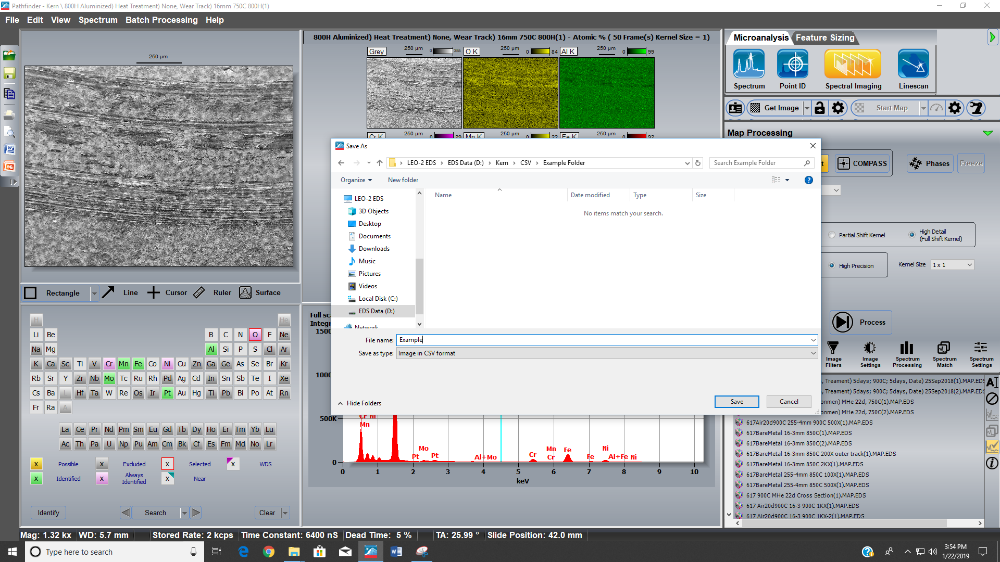 Pathfinder - Kern \ 800H Aluminized) Heat Treatment) None, Wear Track) 16mm 750C 800H(1)
File Edit View Spectrum Batch Processing Help
250 µm
800H Aluminized) Heat Treatment) None, Wear Track) 16mm 750C 800H(1) - Atomic % ( 50 Frame(s) Kernel Size = 1)
Grey 250 µm 0 255 O K 250 µm 0 84 Al K 250 µm 0 99
Cr K 250 µm 0 29 Mn K 250 µm 0 22 Fe K 250 µm 0 92
Microanalysis Feature Sizing
Spectrum Point ID Spectral Imaging Linescan
Get Image Start Map
Map Processing
COMPASS Phases Freeze
Partial Shift Kernel High Detail
(Full Shift Kernel)
High Precision Kernel Size 1 x 1
Process
Image Filters Image Settings Spectrum Processing Spectrum Match Spectrum Settings
Save As
LEO-2 EDS EDS Data (D:) Kern CSV Example Folder
Search Example Folder
Organize New folder
Name Date modified Type Size
No items match your search.
LEO-2 EDS
3D Objects
Desktop
Documents
Downloads
Music
Pictures
Videos
Local Disk (C:)
EDS Data (D:)
Network
File name: Example
Save as type: Image in CSV format
Hide Folders Save Cancel
Rectangle Line Cursor Ruler Surface
H He
Li Be B C N O F Ne
Na Mg Al Si P S Cl Ar
K Ca Sc Ti V Cr Mn Fe Co Ni Cu Zn Ga Ge As Se Br Kr
Rb Sr Y Zr Nb Mo Tc Ru Rh Pd Ag Cd In Sn Sb Te I Xe
Cs Ba L Hf Ta W Re Os Ir Pt Au Hg Tl Pb Bi Po At Rn
Fr Ra A
La Ce Pr Nd Pm Sm Eu Gd Tb Dy Ho Er Tm Yb Lu
Ac Th Pa U Np Pu Am Cm Bk Cf Es Fm Md No Lr
X Possible X Excluded X Selected X WDS
X Identified X Always Identified X Near
Identify Search Clear
Full sc
Integr
1500
1000
500K
0
Cr Ni
Mn
Pt Mo Pt Al+Mo Cr Mn Cr Fe Fe Ni Al+Fe Ni
0 1 2 3 4 5 6 7 8 9 10
keV
, Treament) 5days; 900C; 5days, Date) 25Sep2018(1).MAP.EDS
, Treament) 5days; 900C; 5days, Date) 25Sep2018(2).MAP.EDS
onmen) MHe 22d, 750C(1).MAP.EDS
onmen) MHe 22d, 750C(2).MAP.EDS
617Air20d900C 255-4mm 900C 500X(1).MAP.EDS
617BareMetal 16-3mm 850C(1).MAP.EDS
617BareMetal 16-3mm 850C(2).MAP.EDS
617BareMetal 16-3mm 850C 200X outer track(1).MAP.EDS
617BareMetal 16-3mm 850C 2KX(1).MAP.EDS
617BareMetal 255-4mm 850C 100X(1).MAP.EDS
617BareMetal 255-4mm 850C 500X(1).MAP.EDS
617 900C MHe 22d Cross Section(1).MAP.EDS
617 Air20d900C 16-3 900C 1KX(1).MAP.EDS
617 Air20d900C 16-3 900C 1KX-2(1).MAP.EDS
Mag: 1.32 kx WD: 5.7 mm Stored Rate: 2 kcps Time Constant: 6400 nS Dead Time: 5 % TA: 25.99 ° Slide Position: 42.0 mm
Type here to search
3:54 PM
1/22/2019